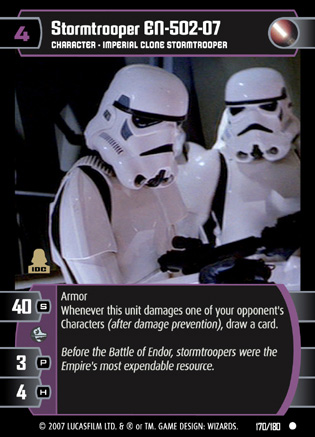 4
Stormtrooper EN-502-07
CHARACTER • IMPERIAL CLONE STORMTROOPER
IDC
40 S
Armor
Whenever this unit damages one of your opponent's
Characters (after damage prevention), draw a card.
3 P
Before the Battle of Endor, stormtroopers were the
Empire's most expendable resource.
4 H
© 2007 LUCASFILM LTD. & ® or TM. GAME DESIGN: WIZARDS.
170/180